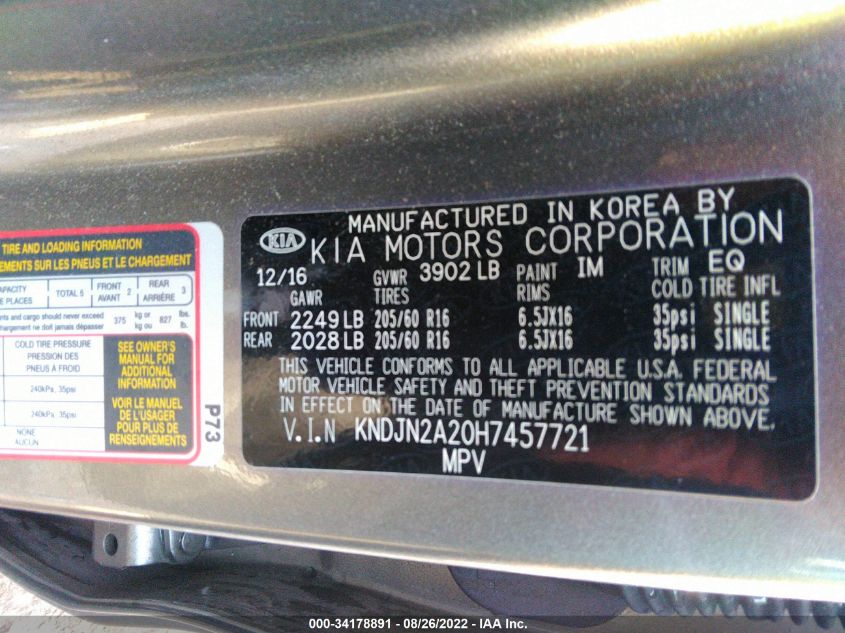 TIRE AND LOADING INFORMATION
EMENTS SUR LES PNEUS ET LE CHARGEMENT
PLACES TOTAL 5 FRONT AVANT 2 REAR ARRIÈRE 3
nts and cargo should never exceed 375 kg or 827 lbs.
chargement ne doit jamais dépasser kg ou lb.
COLD TIRE PRESSURE
PRESSION DES
PNEUS À FROID
240kPa, 35psi
240kPa, 35psi
NONE
AUCUN
SEE OWNER'S
MANUAL FOR
ADDITIONAL
INFORMATION
VOIR LE MANUEL
DE L'USAGER
POUR PLUS DE
RENSEIGNEMENTS
P73
MANUFACTURED IN KOREA BY
KIA KIA MOTORS CORPORATION
12/16 GVWR 3902 LB PAINT IM TRIM EQ
GAWR TIRES RIMS COLD TIRE INFL
FRONT 2249 LB 205/60 R16 6.5JX16 35psi SINGLE
REAR 2028 LB 205/60 R16 6.5JX16 35psi SINGLE
THIS VEHICLE CONFORMS TO ALL APPLICABLE U.S.A. FEDERAL
MOTOR VEHICLE SAFETY AND THEFT PREVENTION STANDARDS
IN EFFECT ON THE DATE OF MANUFACTURE SHOWN ABOVE.
V.I.N KNDJN2A20H7457721
MPV
000-34178891 - 08/26/2022 - IAA Inc.